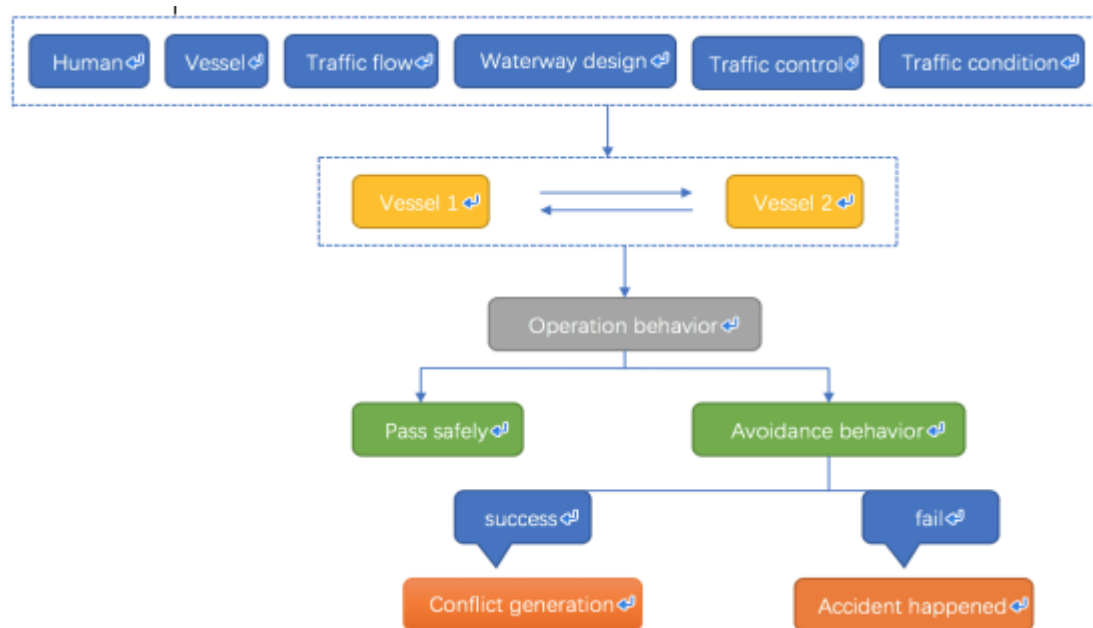 Human
Vessel
Traffic flow
Waterway design
Traffic control
Traffic condition
Vessel 1
Vessel 2
Operation behavior
Pass safely
Avoidance behavior
success
fail
Conflict generation
Accident happened